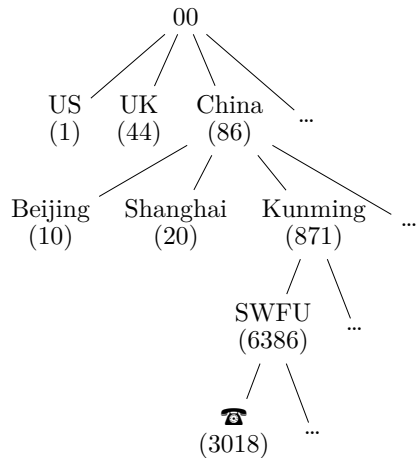 00
US UK China
(1) (44) (86) ...
Beijing Shanghai Kunming ...
(10) (20) (871)
SWFU ...
(6386)
☎ ...
(3018)